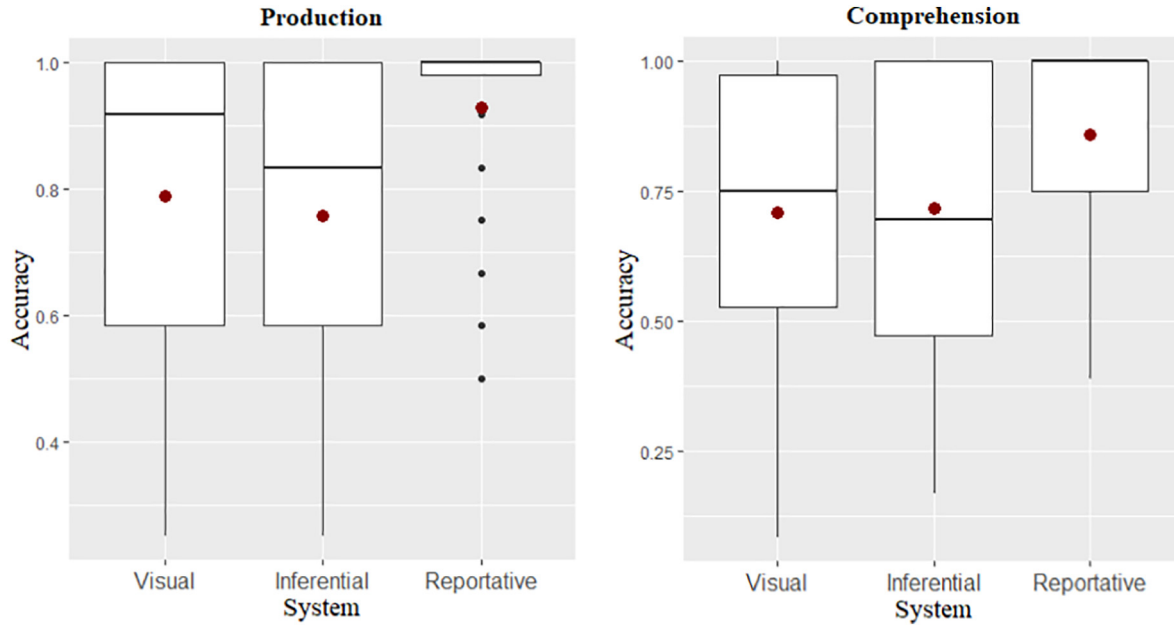 Production
Accuracy
1.0
0.8
0.6
0.4
Visual Inferential Reportative
System
Comprehension
Accuracy
1.00
0.75
0.50
0.25
Visual Inferential Reportative
System